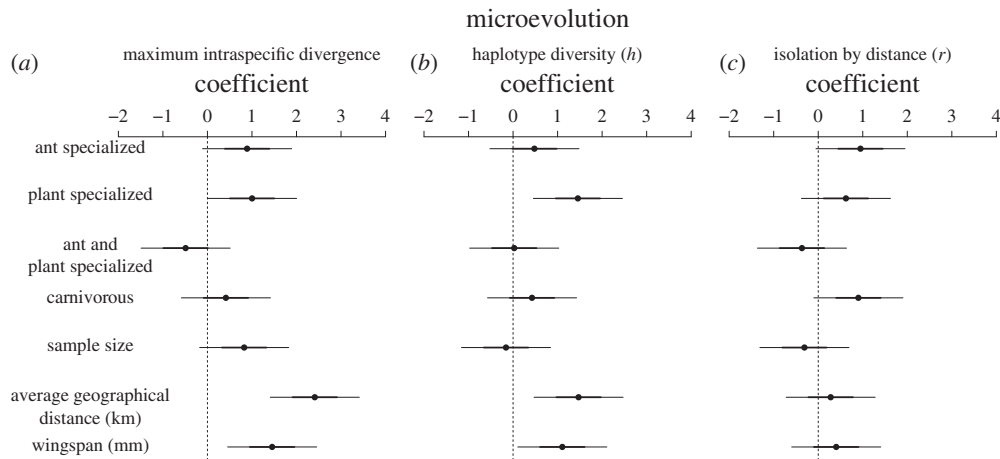 microevolution
(a) maximum intraspecific divergence
coefficient
−2 −1 0 1 2 3 4
(b) haplotype diversity (h)
coefficient
−2 −1 0 1 2 3 4
(c) isolation by distance (r)
coefficient
−2 −1 0 1 2 3 4
ant specialized
plant specialized
ant and
plant specialized
carnivorous
sample size
average geographical
distance (km)
wingspan (mm)